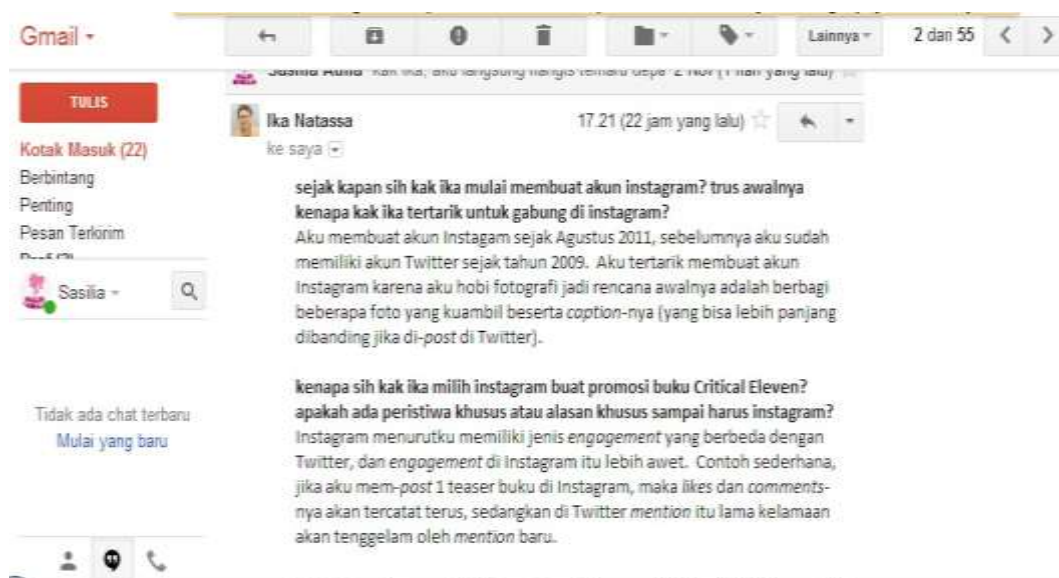 Gmail
Lainnya
2 dari 55
TULIS
Kotak Masuk (22)
Berbintang
Penting
Pesan Terkirim
Sasilia
Tidak ada chat terbaru
Mulai yang baru
Ika Natassa
17.21 (22 jam yang lalu)
ke saya
sejak kapan sih kak ika mulai membuat akun instagram? trus awalnya
kenapa kak ika tertarik untuk gabung di instagram?
Aku membuat akun Instagam sejak Agustus 2011, sebelumnya aku sudah
memiliki akun Twitter sejak tahun 2009. Aku tertarik membuat akun
Instagram karena aku hobi fotografi jadi rencana awalnya adalah berbagi
beberapa foto yang kuambil beserta caption-nya (yang bisa lebih panjang
dibanding jika di-post di Twitter).
kenapa sih kak ika milih instagram buat promosi buku Critical Eleven?
apakah ada peristiwa khusus atau alasan khusus sampai harus instagram?
Instagram menurutku memiliki jenis engagement yang berbeda dengan
Twitter, dan engagement di Instagram itu lebih awet. Contoh sederhana,
jika aku mem-post 1 teaser buku di Instagram, maka likes dan comments-
nya akan tercatat terus, sedangkan di Twitter mention itu lama kelamaan
akan tenggelam oleh mention baru.